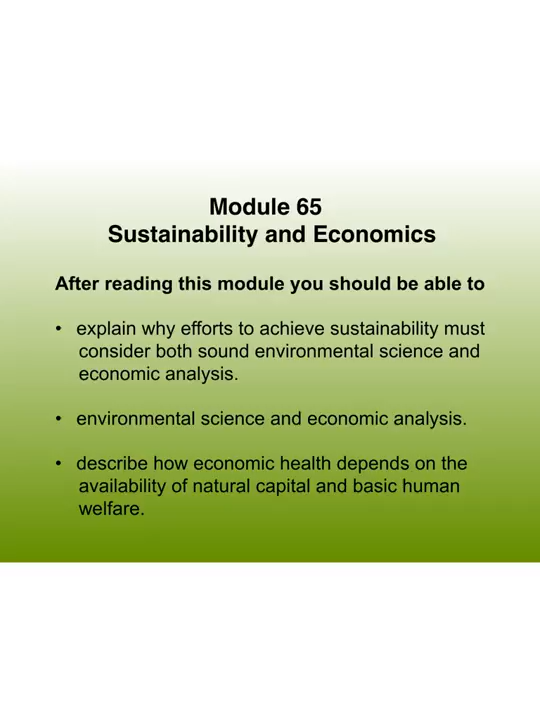 Module 65
Sustainability and Economics
After reading this module you should be able to
• explain why efforts to achieve sustainability must
consider both sound environmental science and
economic analysis.
• environmental science and economic analysis.
• describe how economic health depends on the
availability of natural capital and basic human
welfare.